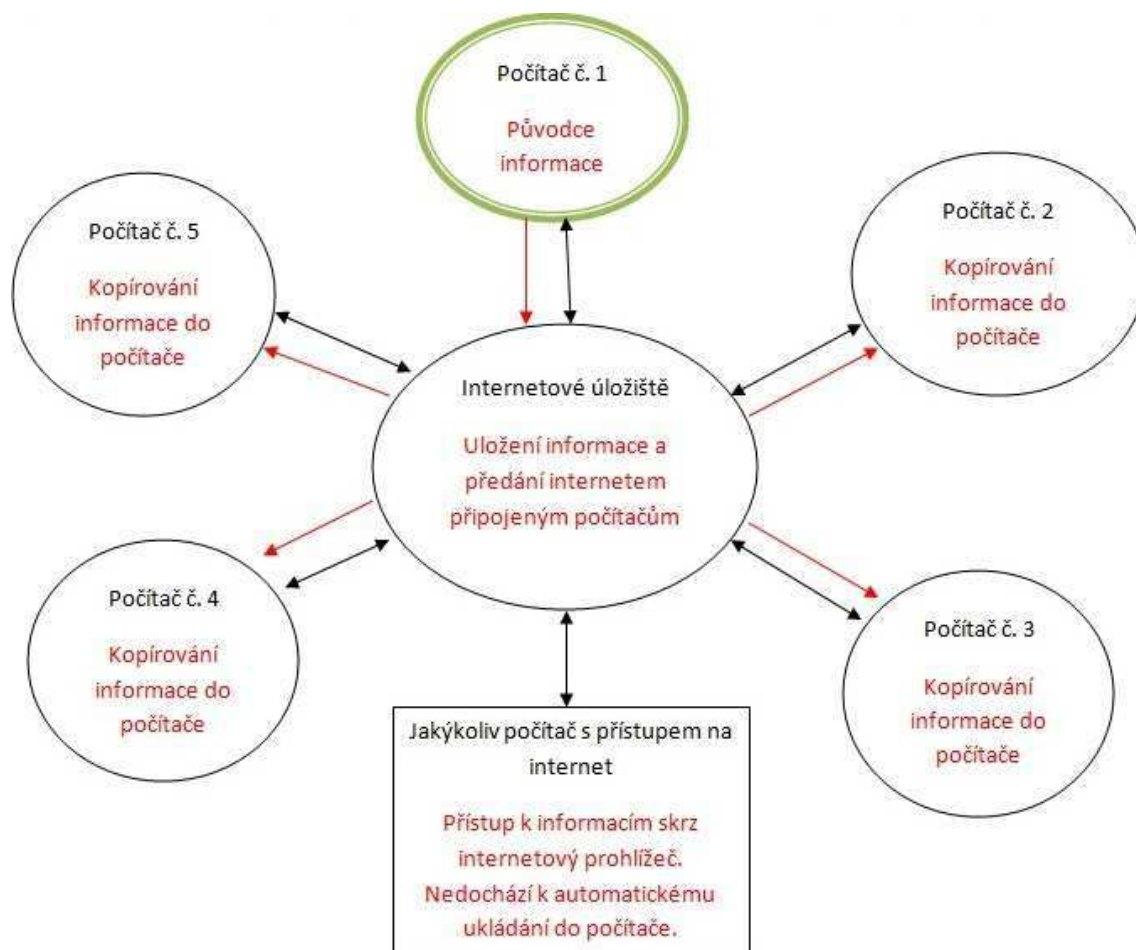 Počítač č. 1
Původce
informace
Počítač č. 2
Kopírování
informace do
počítače
Počítač č. 5
Kopírování
informace do
počítače
Internetové úložiště
Uložení informace a
předání internetem
připojeným počítačům
Počítač č. 4
Kopírování
informace do
počítače
Počítač č. 3
Kopírování
informace do
počítače
Jakýkoliv počítač s přístupem na
internet
Přístup k informacím skrz
internetový prohlížeč.
Nedochází k automatickému
ukládání do počítače.